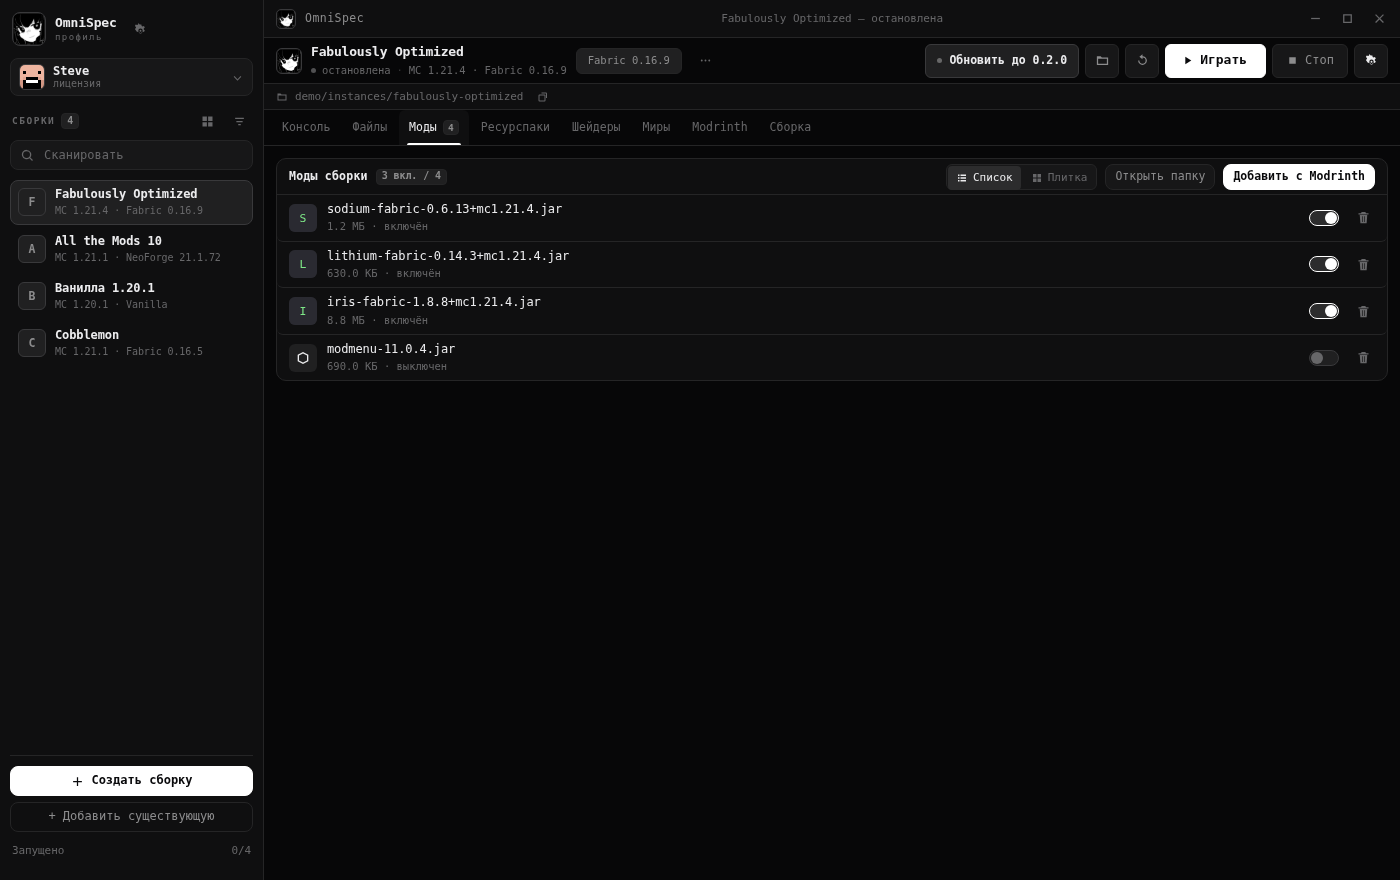 OmniSpec
профиль
Steve
лицензия
СБОРКИ 4
Сканировать
F
Fabulously Optimized
MC 1.21.4 · Fabric 0.16.9
A
All the Mods 10
MC 1.21.1 · NeoForge 21.1.72
B
Ванилла 1.20.1
MC 1.20.1 · Vanilla
C
Cobblemon
MC 1.21.1 · Fabric 0.16.5
+ Создать сборку
+ Добавить существующую
Запущено 0/4
OmniSpec
Fabulously Optimized — остановлена
Fabulously Optimized
остановлена · MC 1.21.4 · Fabric 0.16.9
Fabric 0.16.9
···
Обновить до 0.2.0
Играть
Стоп
demo/instances/fabulously-optimized
Консоль Файлы Моды 4 Ресурспаки Шейдеры Миры Modrinth Сборка
Моды сборки 3 вкл. / 4
Список Плитка Открыть папку Добавить с Modrinth
S
sodium-fabric-0.6.13+mc1.21.4.jar
1.2 МБ · включён
L
lithium-fabric-0.14.3+mc1.21.4.jar
630.0 КБ · включён
I
iris-fabric-1.8.8+mc1.21.4.jar
8.8 МБ · включён
modmenu-11.0.4.jar
690.0 КБ · выключен